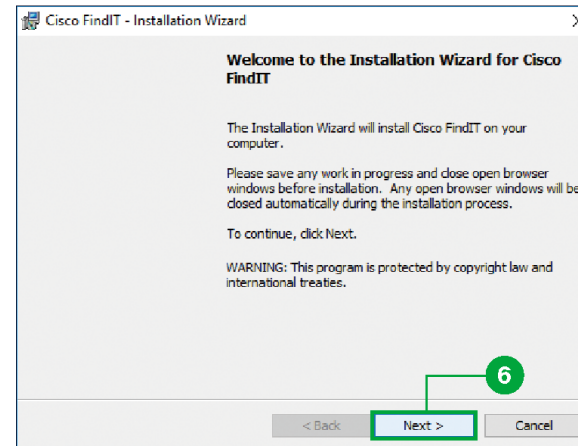 Cisco FindIT - Installation Wizard
Welcome to the Installation Wizard for Cisco
FindIT
The Installation Wizard will install Cisco FindIT on your
computer.
Please save any work in progress and close open browser
windows before installation. Any open browser windows will be
closed automatically during the installation process.
To continue, click Next.
WARNING: This program is protected by copyright law and
international treaties.
6
< Back Next > Cancel